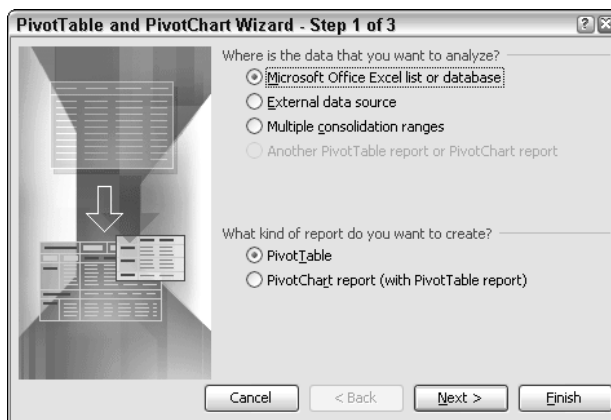 PivotTable and PivotChart Wizard - Step 1 of 3
Where is the data that you want to analyze?
Microsoft Office Excel list or database
External data source
Multiple consolidation ranges
Another PivotTable report or PivotChart report
What kind of report do you want to create?
PivotTable
PivotChart report (with PivotTable report)
Cancel < Back Next > Finish